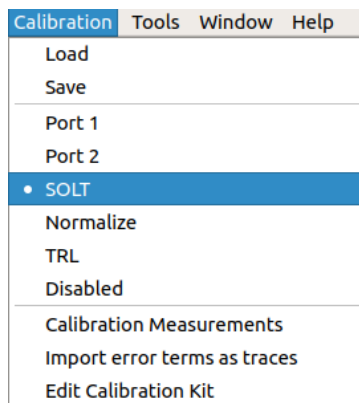 Calibration Tools Window Help
Load
Save
Port 1
Port 2
SOLT
Normalize
TRL
Disabled
Calibration Measurements
Import error terms as traces
Edit Calibration Kit